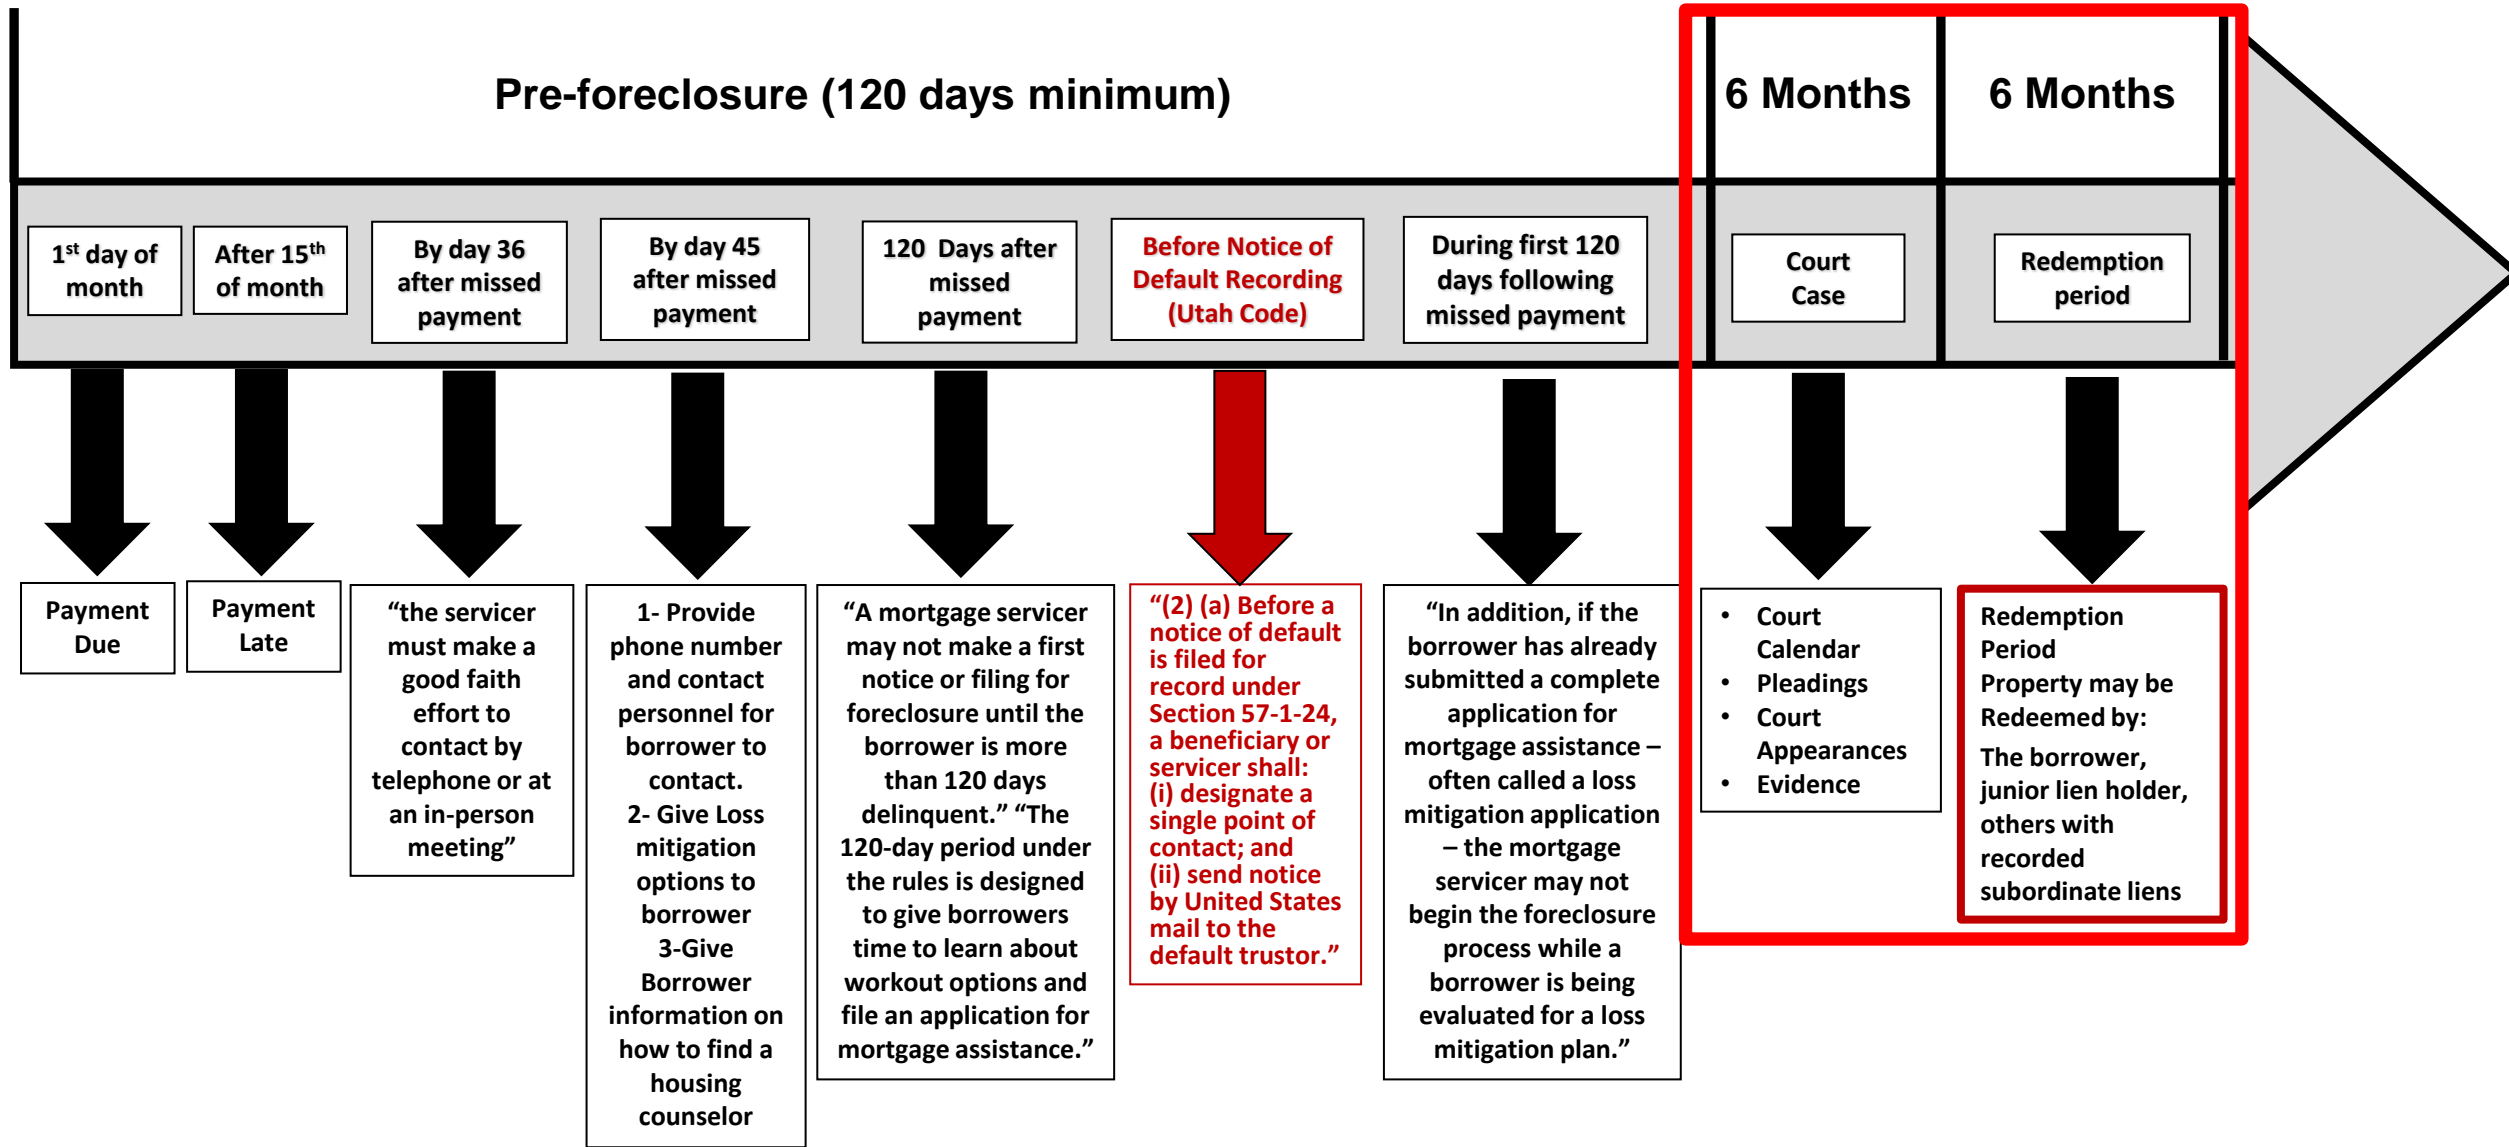 Pre-foreclosure (120 days minimum)
6 Months
6 Months
1st day of
month
After 15th
of month
By day 36
after missed
payment
By day 45
after missed
payment
120  Days after
missed
payment
Before Notice of
Default Recording
(Utah Code)
During first 120
days following
missed payment
Court
Case
Redemption
period
Payment
Due
Payment
Late
“the servicer
must make a
good faith
effort to
contact by
telephone or at
an in-person
meeting”
1- Provide
phone number
and contact
personnel for
borrower to
contact.
2- Give Loss
mitigation
options to
borrower
3-Give
Borrower
information on
how to find a
housing
counselor
“A mortgage servicer
may not make a first
notice or filing for
foreclosure until the
borrower is more
than 120 days
delinquent.” “The
120-day period under
the rules is designed
to give borrowers
time to learn about
workout options and
file an application for
mortgage assistance.”
“(2) (a) Before a
notice of default
is filed for
record under
Section 57-1-24,
a beneficiary or
servicer shall:
(i) designate a
single point of
contact; and
(ii) send notice
by United States
mail to the
default trustor.”
“In addition, if the
borrower has already
submitted a complete
application for
mortgage assistance –
often called a loss
mitigation application
– the mortgage
servicer may not
begin the foreclosure
process while a
borrower is being
evaluated for a loss
mitigation plan.”
• Court
Calendar
• Pleadings
• Court
Appearances
• Evidence
Redemption
Period
Property may be
Redeemed by:
The borrower,
junior lien holder,
others with
recorded
subordinate liens